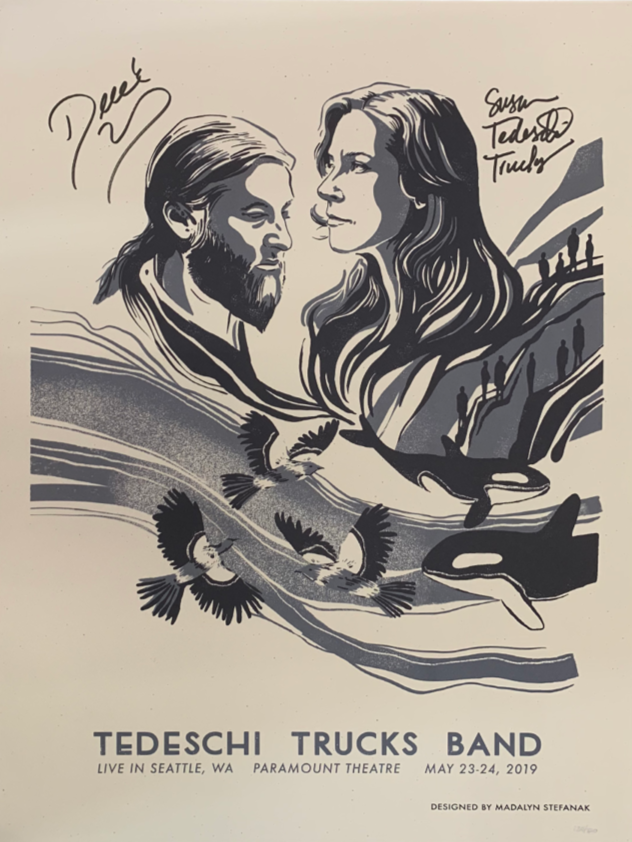 Derek
Susan
Tedeschi
Trucks
TEDESCHI TRUCKS BAND
LIVE IN SEATTLE, WA PARAMOUNT THEATRE MAY 23-24, 2019
DESIGNED BY MADALYN STEFANAK